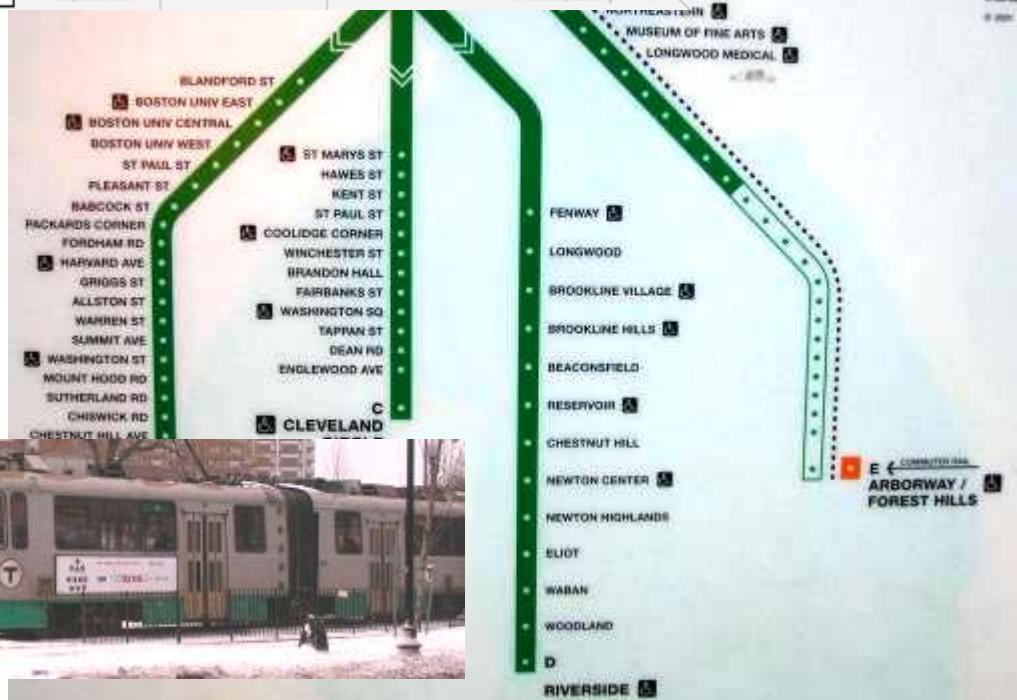 NORTHEASTERN
MUSEUM OF FINE ARTS
LONGWOOD MEDICAL
BLANDFORD ST
BOSTON UNIV EAST
BOSTON UNIV CENTRAL
BOSTON UNIV WEST
ST PAUL ST
PLEASANT ST
BABCOCK ST
PACKARDS CORNER
FORDHAM RD
HARVARD AVE
GRIGGS ST
ALLSTON ST
WARREN ST
SUMMIT AVE
WASHINGTON ST
MOUNT HOOD RD
SUTHERLAND RD
CHISWICK RD
CHESTNUT HILL AVE
ST MARYS ST
HAWES ST
KENT ST
ST PAUL ST
COOLIDGE CORNER
WINCHESTER ST
BRANDON HALL
FAIRBANKS ST
WASHINGTON SQ
TAPPAN ST
DEAN RD
ENGLEWOOD AVE
C
CLEVELAND
FENWAY
LONGWOOD
BROOKLINE VILLAGE
BROOKLINE HILLS
BEACONSFIELD
RESERVOIR
CHESTNUT HILL
NEWTON CENTER
NEWTON HIGHLANDS
ELIOT
WABAN
WOODLAND
D
RIVERSIDE
E COMMUTER RAIL
ARBORWAY /
FOREST HILLS
T